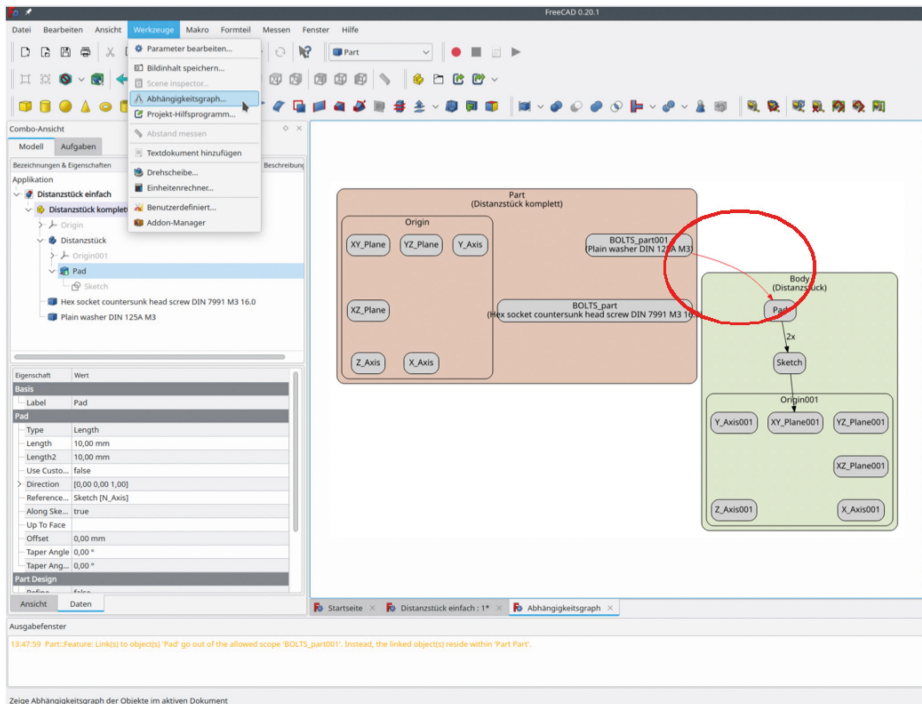 FreeCAD 0.20.1
Datei Bearbeiten Ansicht Werkzeuge Makro Formteil Messen Fenster Hilfe
Parameter bearbeiten...
Part
Bildinhalt speichern...
Scene inspector...
Abhängigkeitsgraph...
Projekt-Hilfsprogramm...
Abstand messen
Textdokument hinzufügen
Drehscheibe...
Einheitenrechner...
Benutzerdefiniert...
Addon-Manager
Combo-Ansicht
Modell Aufgaben
Bezeichnungen & Eigenschaften Beschreibung
Applikation
Distanzstück einfach
Distanzstück komplett
Origin
Distanzstück
Origin001
Pad
Sketch
Hex socket countersunk head screw DIN 7991 M3 16.0
Plain washer DIN 125A M3
Eigenschaft Wert
Basis
Label Pad
Pad
Type Length
Length 10,00 mm
Length2 10,00 mm
Use Custo... false
Direction [0,00 0,00 1,00]
Reference... Sketch [N_Axis]
Along Ske... true
Up To Face
Offset 0,00 mm
Taper Angle 0,00 °
Taper Ang... 0,00 °
Part Design
Refine false
Ansicht Daten
Part
(Distanzstück komplett)
Origin
XY_Plane YZ_Plane Y_Axis
XZ_Plane
Z_Axis X_Axis
BOLTS_part001
(Plain washer DIN 125A M3)
BOLTS_part
(Hex socket countersunk head screw DIN 7991 M3 16.0)
Body
(Distanzstück)
Pad
2x
Sketch
Origin001
Y_Axis001 XY_Plane001 YZ_Plane001
XZ_Plane001
Z_Axis001 X_Axis001
Startseite Distanzstück einfach : 1* Abhängigkeitsgraph
Ausgabefenster
13:47:59 Part::Feature: Link(s) to object(s) 'Pad' go out of the allowed scope 'BOLTS_part001'. Instead, the linked object(s) reside within 'Part Part'.
Zeige Abhängigkeitsgraph der Objekte im aktiven Dokument